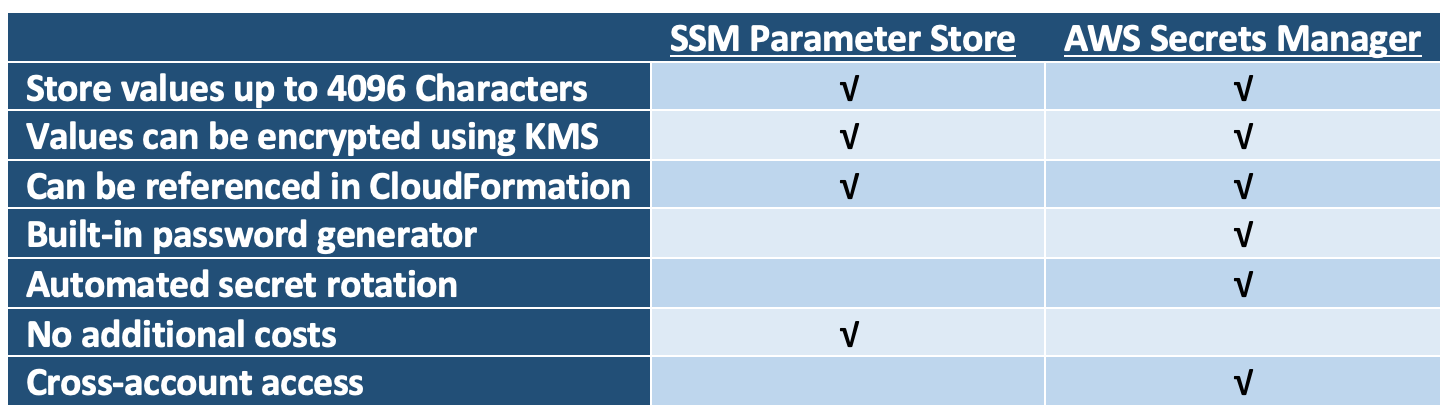 SSM Parameter Store AWS Secrets Manager
Store values up to 4096 Characters √ √
Values can be encrypted using KMS √ √
Can be referenced in CloudFormation √ √
Built-in password generator √
Automated secret rotation √
No additional costs √
Cross-account access √